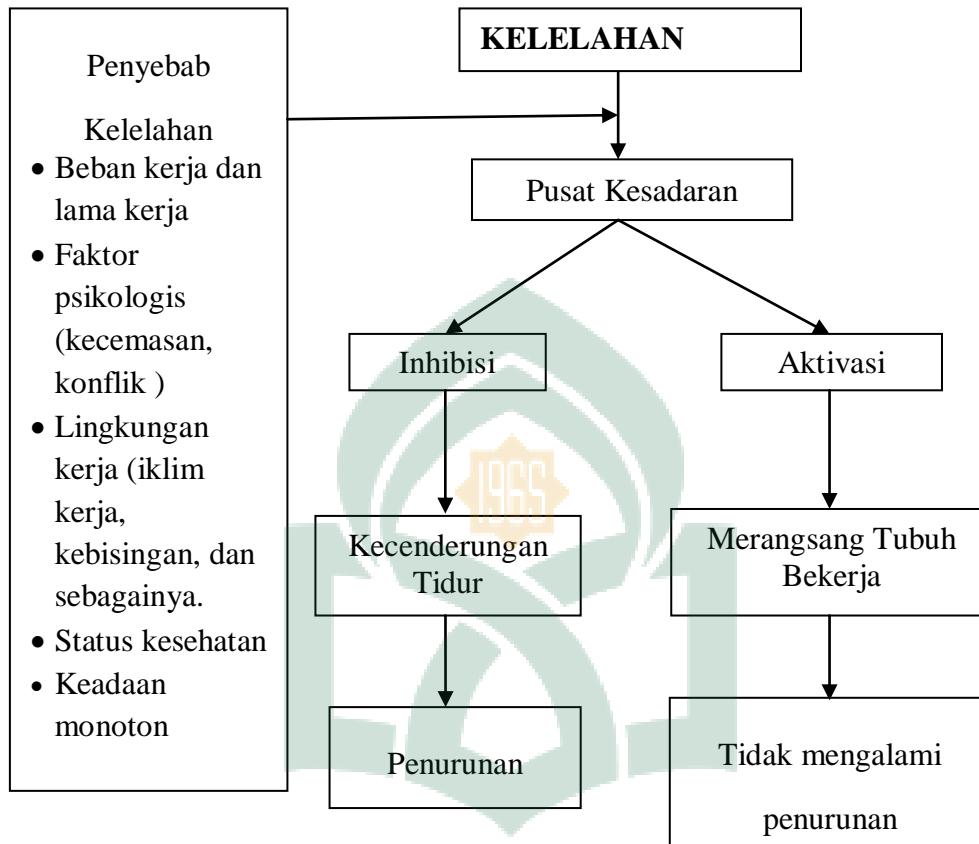 Penyebab
Kelelahan
• Beban kerja dan
lama kerja
• Faktor
psikologis
(kecemasan,
konflik )
• Lingkungan
kerja (iklim
kerja,
kebisingan, dan
sebagainya.
• Status kesehatan
• Keadaan
monoton
KELELAHAN
Pusat Kesadaran
Inhibisi
Aktivasi
1965
Kecenderungan
Tidur
Merangsang Tubuh
Bekerja
Penurunan
Tidak mengalami
penurunan